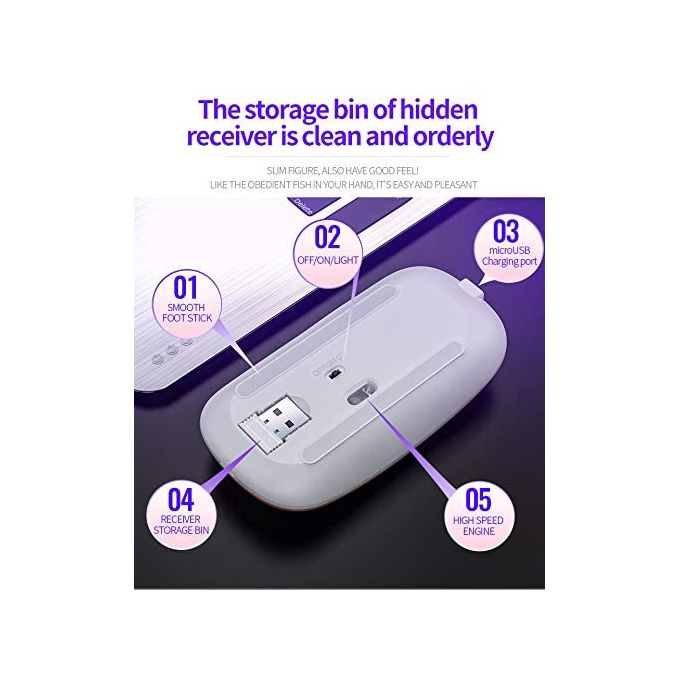 The storage bin of hidden
receiver is clean and orderly
SLIM FIGURE, ALSO HAVE GOOD FEEL!
LIKE THE OBEDIENT FISH IN YOUR HAND, IT'S EASY AND PLEASANT
Delete
01
SMOOTH
FOOT STICK
02
OFF/ON/LIGHT
03
microUSB
Charging port
04
RECEIVER
STORAGE BIN
05
HIGH SPEED
ENGINE